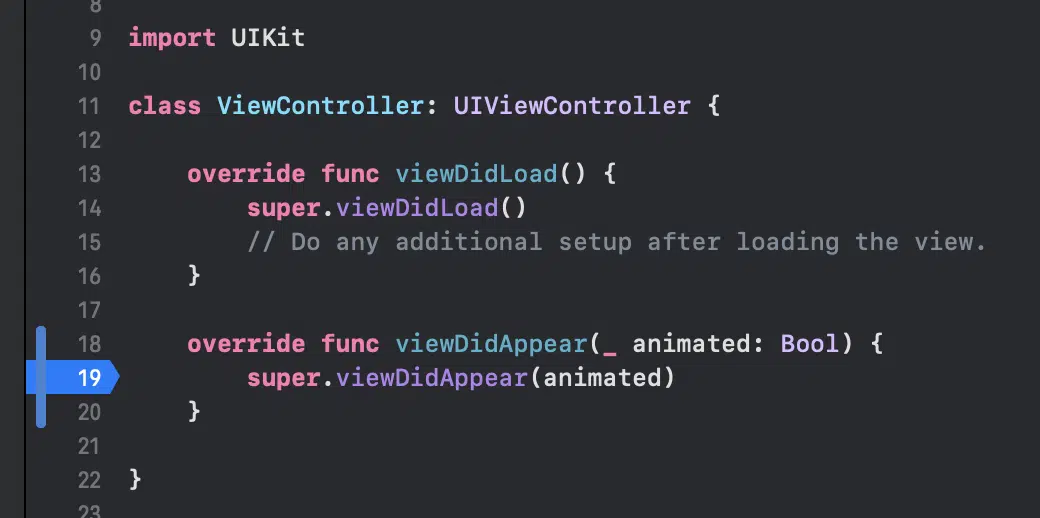 8
9 import UIKit
10
11 class ViewController: UIViewController {
12
13     override func viewDidLoad() {
14         super.viewDidLoad()
15         // Do any additional setup after loading the view.
16     }
17
18     override func viewDidAppear(_ animated: Bool) {
19         super.viewDidAppear(animated)
20     }
21
22 }
23